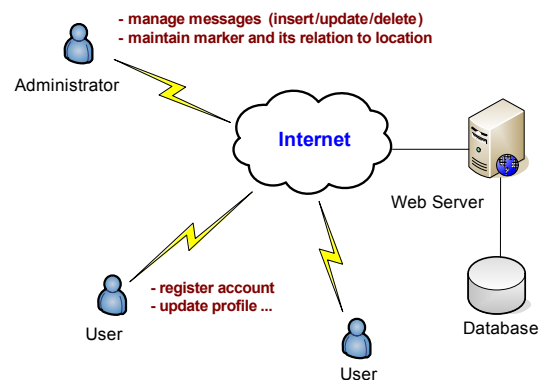 - manage messages (insert/update/delete)
- maintain marker and its relation to location
Administrator
Internet
Web Server
- register account
- update profile ...
User
Database
User